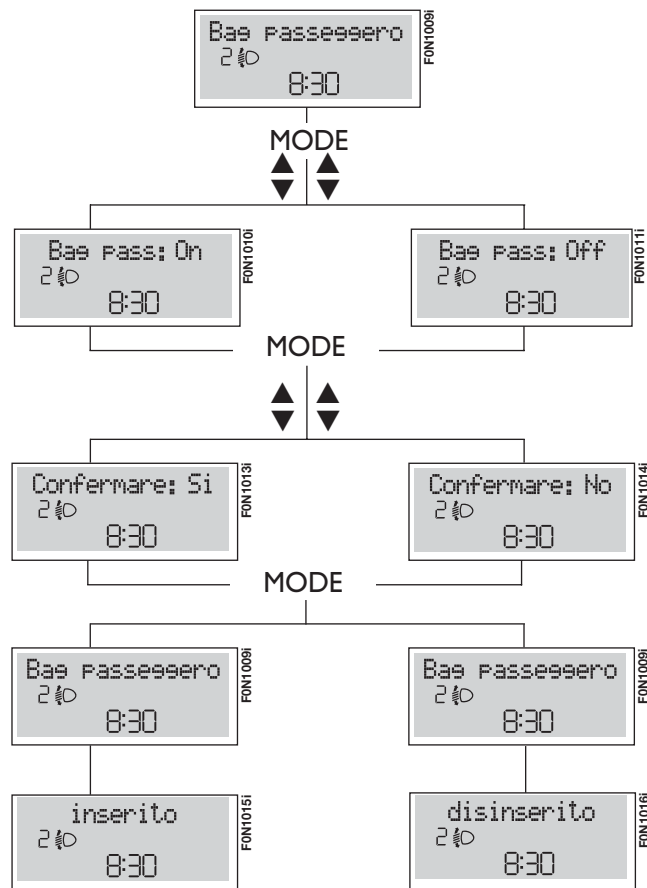 Bag passeggero
2
8:30
F0N1009i
MODE
Bag pass: On
2
8:30
F0N1010i
Bag pass: Off
2
8:30
F0N1011i
MODE
Confermare: Si
2
8:30
F0N1013i
Confermare: No
2
8:30
F0N1014i
MODE
Bag passeggero
2
8:30
F0N1009i
Bag passeggero
2
8:30
F0N1009i
inserito
2
8:30
F0N1015i
disinserito
2
8:30
F0N1016i